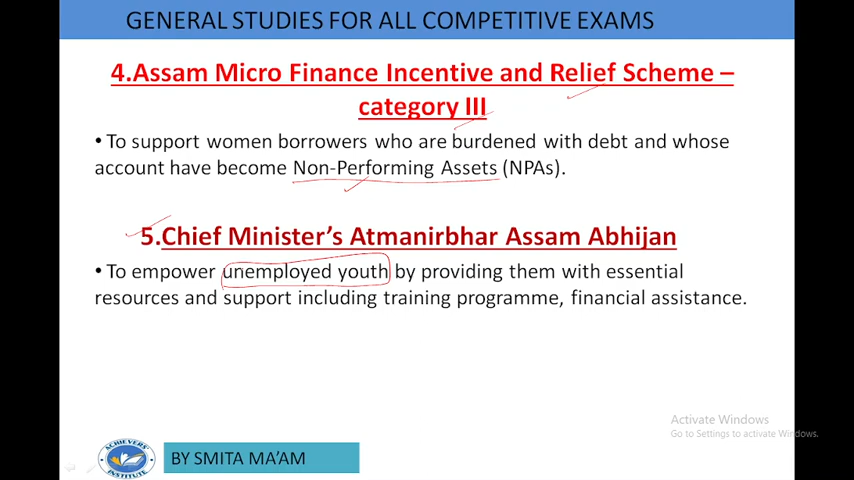 GENERAL STUDIES FOR ALL COMPETITIVE EXAMS
4.Assam Micro Finance Incentive and Relief Scheme –
category III
• To support women borrowers who are burdened with debt and whose
account have become Non-Performing Assets (NPAs).
5.Chief Minister’s Atmanirbhar Assam Abhijan
• To empower unemployed youth by providing them with essential
resources and support including training programme, financial assistance.
Activate Windows
Go to Settings to activate Windows.
ACHIEVERS'
INSTITUTE
BY SMITA MA’AM